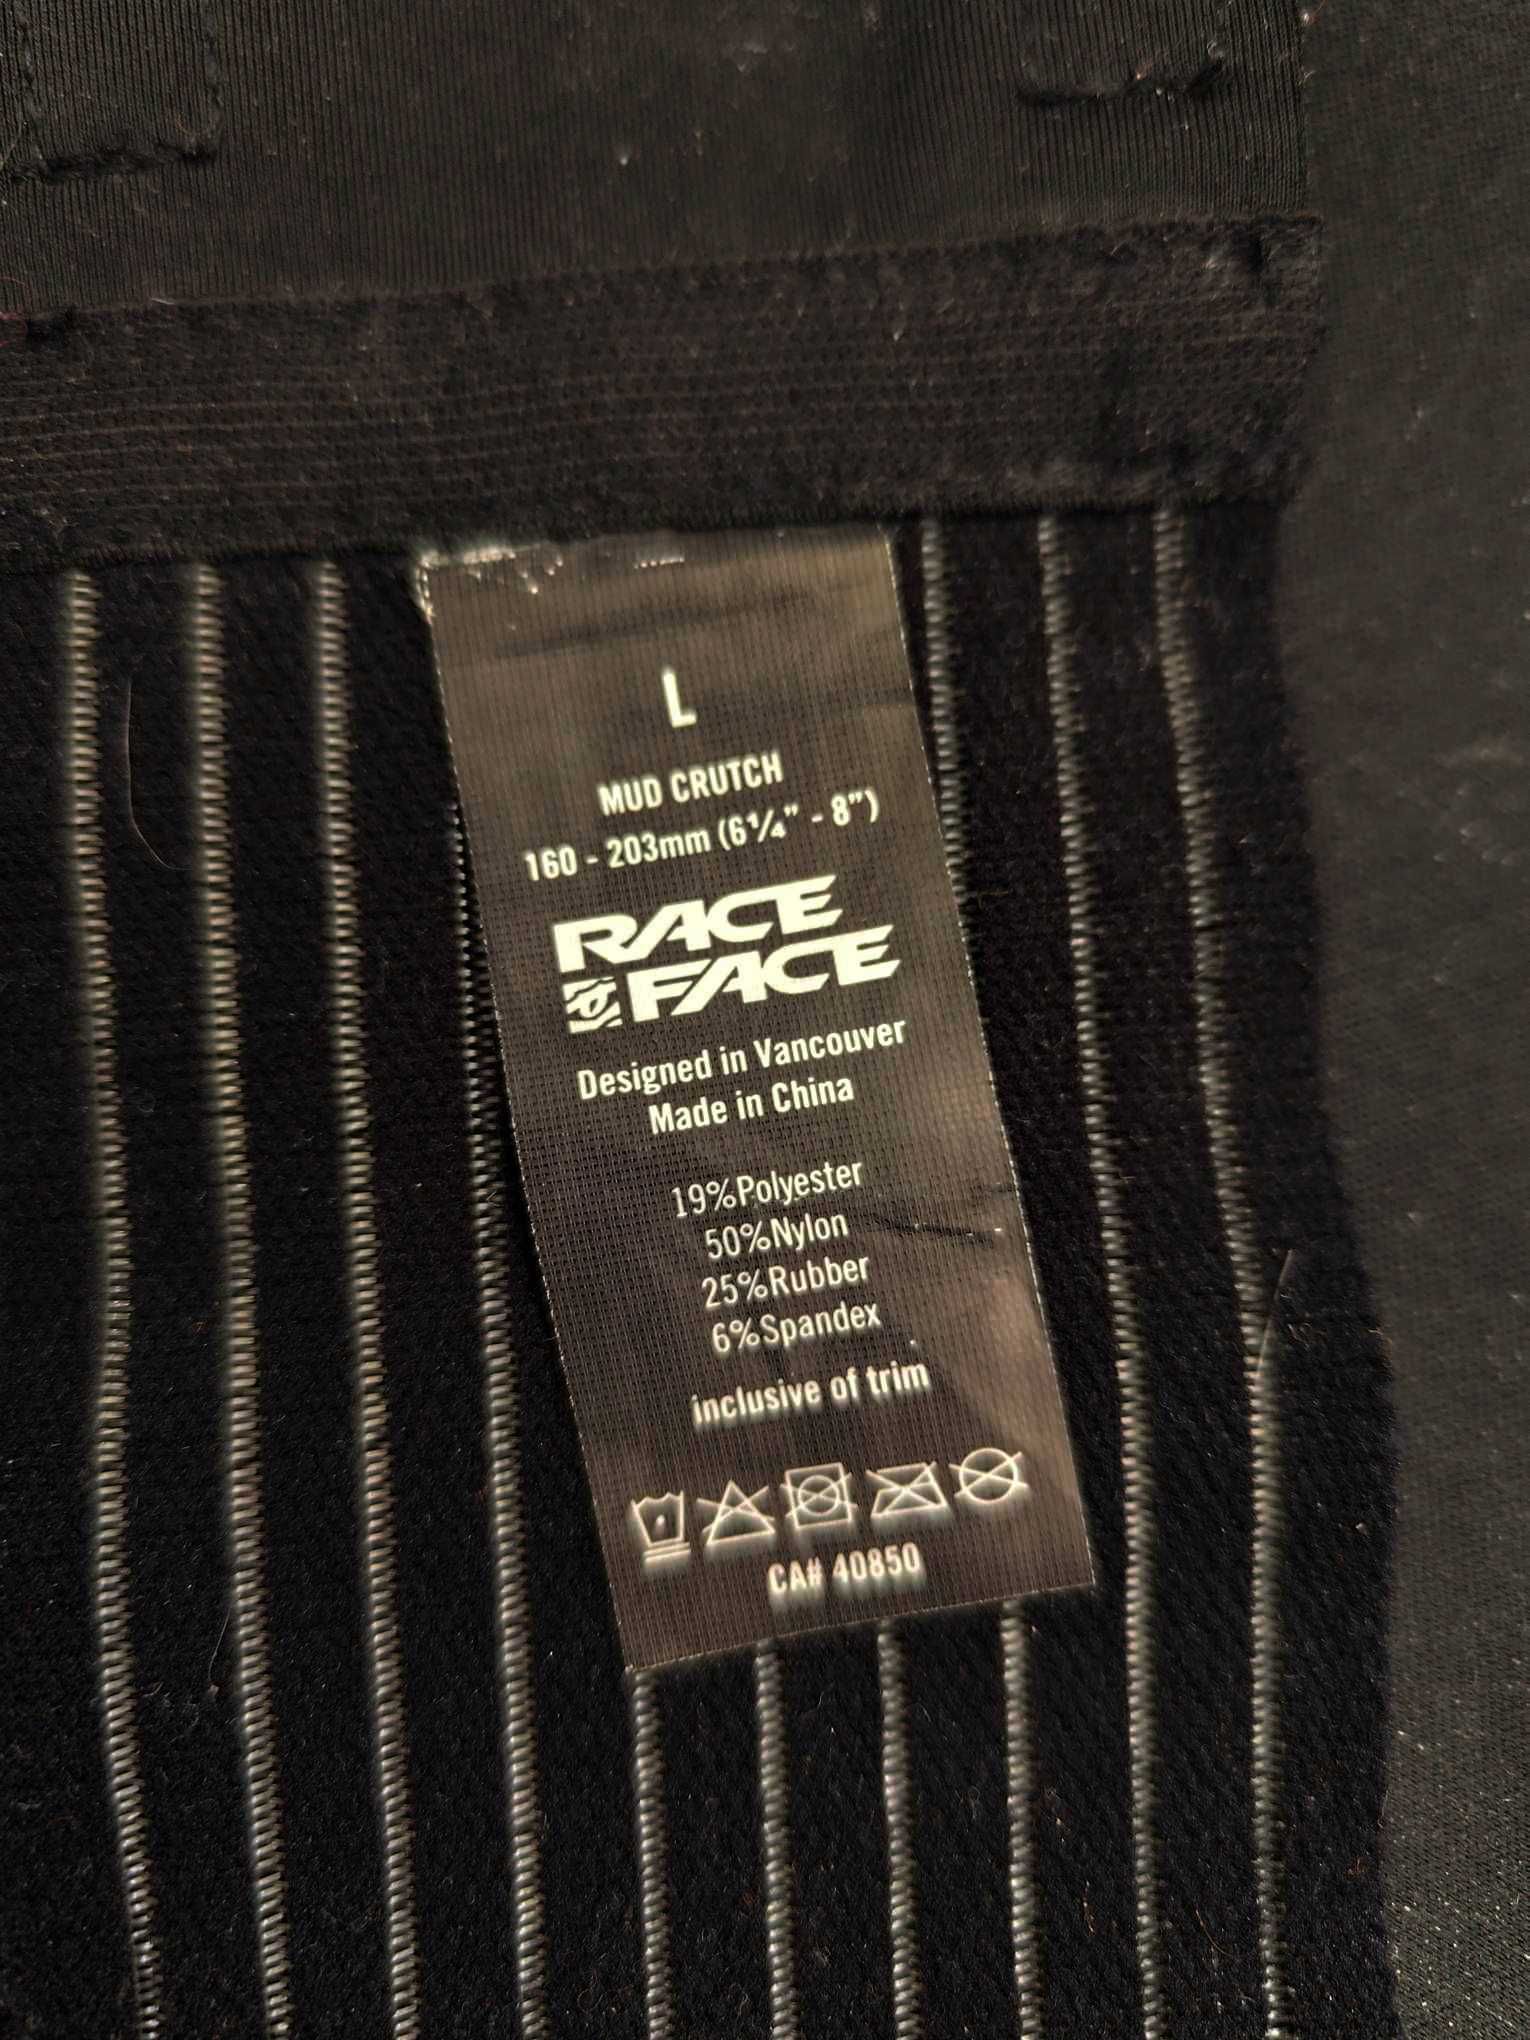 L
MUD CRUTCH
160 - 203mm (6¼" - 8")
RACE
FACE
Designed in Vancouver
Made in China
19%Polyester
50%Nylon
25%Rubber
6%Spandex
inclusive of trim
CA# 40850